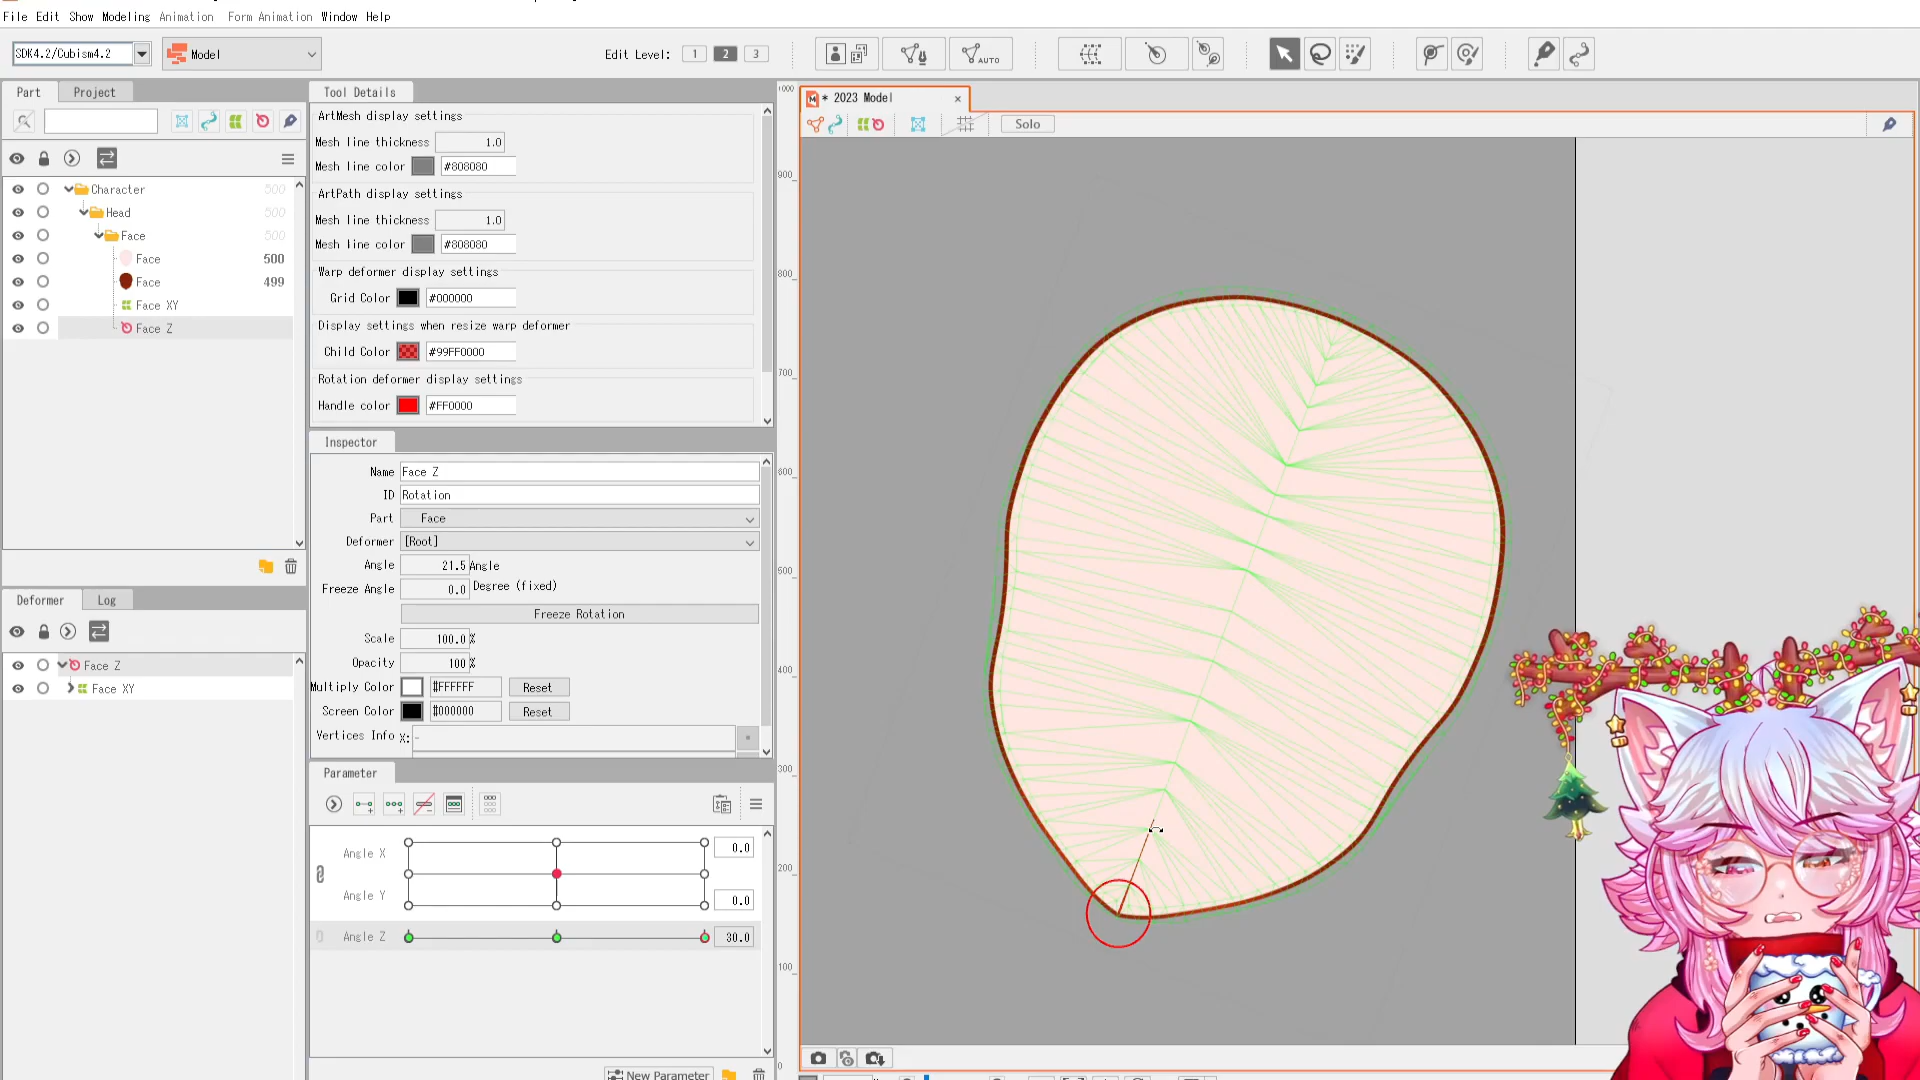 File Edit Show Modeling Animation Form Animation Window Help
SDK4.2/Cubism4.2
Model
Edit Level: 1 2 3
AUTO
Part Project
Character 500
Head 500
Face 500
Face 500
Face 499
Face XY
Face Z
Deformer Log
Face Z
Face XY
Tool Details
ArtMesh display settings
Mesh line thickness 1.0
Mesh line color #808080
ArtPath display settings
Mesh line thickness 1.0
Mesh line color #808080
Warp deformer display settings
Grid Color #000000
Display settings when resize warp deformer
Child Color #99FF0000
Rotation deformer display settings
Handle color #FF0000
Inspector
Name Face Z
ID Rotation
Part Face
Deformer [Root]
Angle 21.5 Angle
Freeze Angle 0.0 Degree (fixed)
Freeze Rotation
Scale 100.0 %
Opacity 100 %
Multiply Color #FFFFFF Reset
Screen Color #000000 Reset
Vertices Info X: -
Parameter
Angle X 0.0
Angle Y 0.0
Angle Z 30.0
New Parameter
* 2023 Model
Solo
1000
900
800
700
600
500
400
300
200
100
0